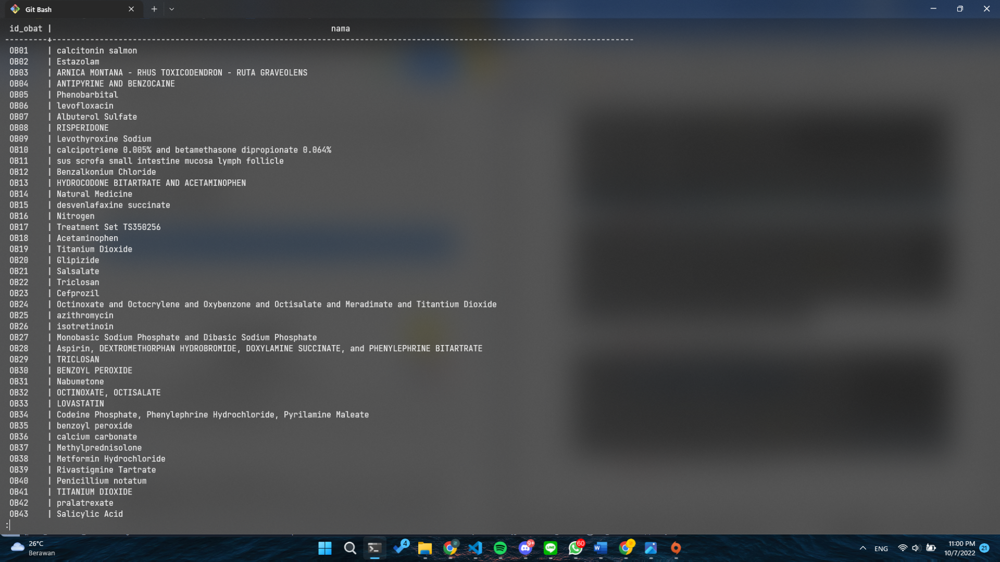 Git Bash
id_obat | nama
OB01 | calcitonin salmon
OB02 | Estazolam
OB03 | ARNICA MONTANA - RHUS TOXICODENDRON - RUTA GRAVEOLENS
OB04 | ANTIPYRINE AND BENZOCAINE
OB05 | Phenobarbital
OB06 | levofloxacin
OB07 | Albuterol Sulfate
OB08 | RISPERIDONE
OB09 | Levothyroxine Sodium
OB10 | calcipotriene 0.005% and betamethasone dipropionate 0.064%
OB11 | sus scrofa small intestine mucosa lymph follicle
OB12 | Benzalkonium Chloride
OB13 | HYDROCODONE BITARTRATE AND ACETAMINOPHEN
OB14 | Natural Medicine
OB15 | desvenlafaxine succinate
OB16 | Nitrogen
OB17 | Treatment Set TS350256
OB18 | Acetaminophen
OB19 | Titanium Dioxide
OB20 | Glipizide
OB21 | Salsalate
OB22 | Triclosan
OB23 | Cefprozil
OB24 | Octinoxate and Octocrylene and Oxybenzone and Octisalate and Meradimate and Titantium Dioxide
OB25 | azithromycin
OB26 | isotretinoin
OB27 | Monobasic Sodium Phosphate and Dibasic Sodium Phosphate
OB28 | Aspirin, DEXTROMETHORPHAN HYDROBROMIDE, DOXYLAMINE SUCCINATE, and PHENYLEPHRINE BITARTRATE
OB29 | TRICLOSAN
OB30 | BENZOYL PEROXIDE
OB31 | Nabumetone
OB32 | OCTINOXATE, OCTISALATE
OB33 | LOVASTATIN
OB34 | Codeine Phosphate, Phenylephrine Hydrochloride, Pyrilamine Maleate
OB35 | benzoyl peroxide
OB36 | calcium carbonate
OB37 | Methylprednisolone
OB38 | Metformin Hydrochloride
OB39 | Rivastigmine Tartrate
OB40 | Penicillium notatum
OB41 | TITANIUM DIOXIDE
OB42 | pralatrexate
OB43 | Salicylic Acid
:
26°C
Berawan
4
9+
LINE
60
W
ENG
11:00 PM
10/7/2022
21